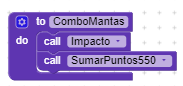 to ComboMantas
do call Impacto
call SumarPuntos550